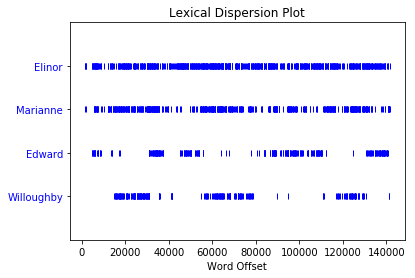 Lexical Dispersion Plot
Elinor
Marianne
Edward
Willoughby
0 20000 40000 60000 80000 100000 120000 140000
Word Offset